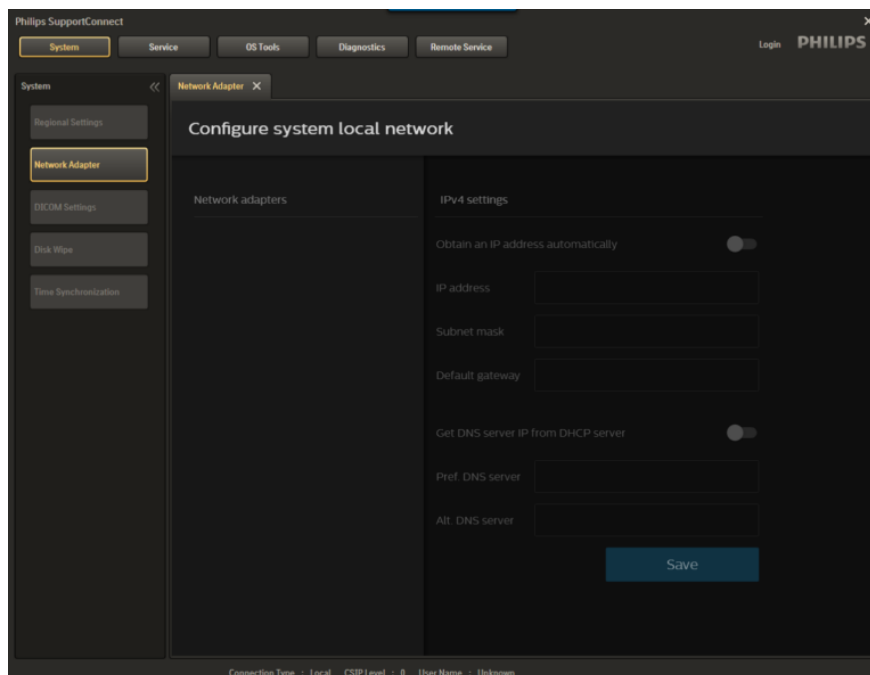 Philips SupportConnect
System Service OS Tools Diagnostics Remote Service Login PHILIPS
System
Network Adapter
Regional Settings
Configure system local network
Network Adapter
Network adapters IPv4 settings
DICOM Settings
Obtain an IP address automatically
Disk Wipe
IP address
Time Synchronization
Subnet mask
Default gateway
Get DNS server IP from DHCP server
Pref. DNS server
Alt. DNS server
Save
Connection Type : Local CSIP Level : 0 User Name : Unknown